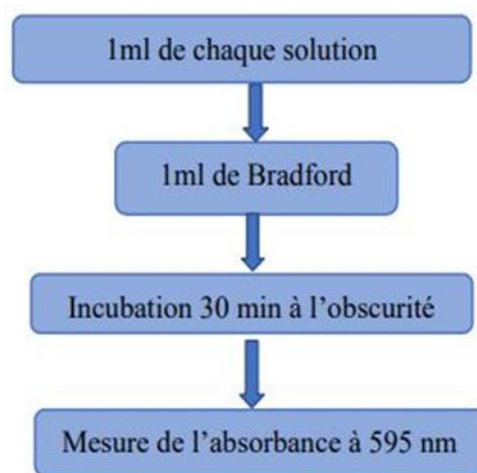 1ml de chaque solution
1ml de Bradford
Incubation 30 min à l’obscurité
Mesure de l’absorbance à 595 nm